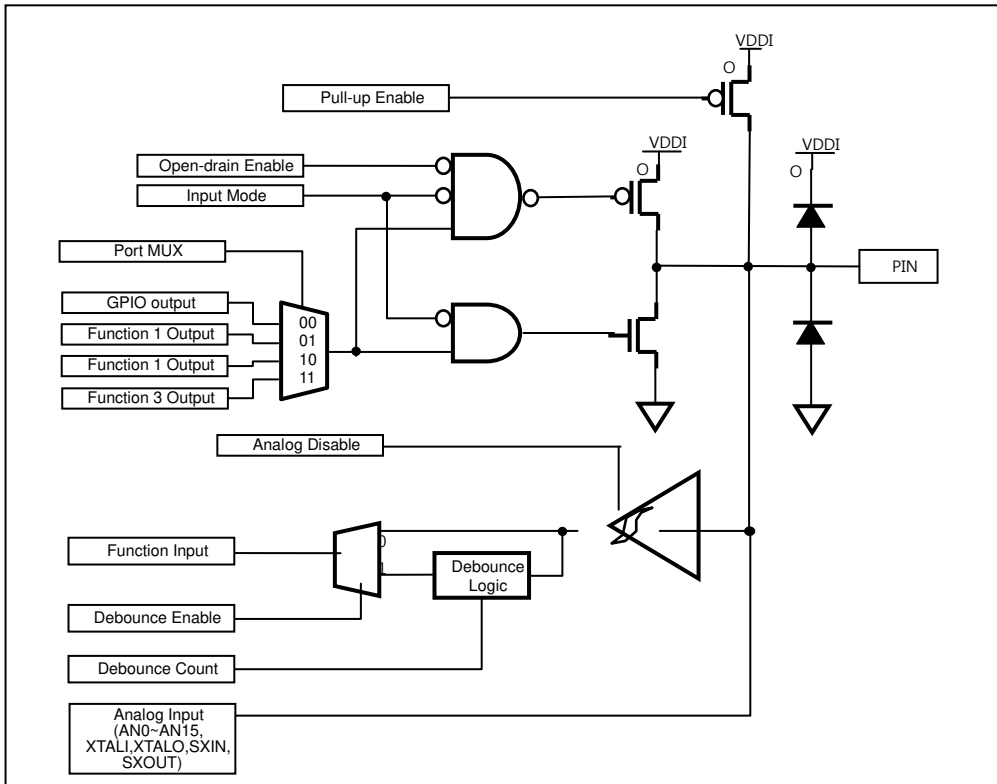 VDDI
O
Pull-up Enable
VDDI
O
VDDI
O
Open-drain Enable
Input Mode
Port MUX
PIN
GPIO output
00
Function 1 Output
01
Function 1 Output
10
Function 3 Output
11
Analog Disable
Function Input
0
1
Debounce
Logic
Debounce Enable
Debounce Count
Analog Input
(AN0~AN15,
XTALI,XTALO,SXIN,
SXOUT)